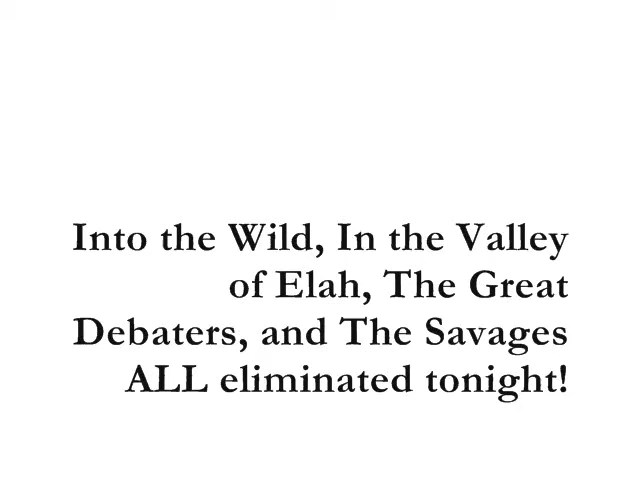 Into the Wild, In the Valley
of Elah, The Great
Debaters, and The Savages
ALL eliminated tonight!